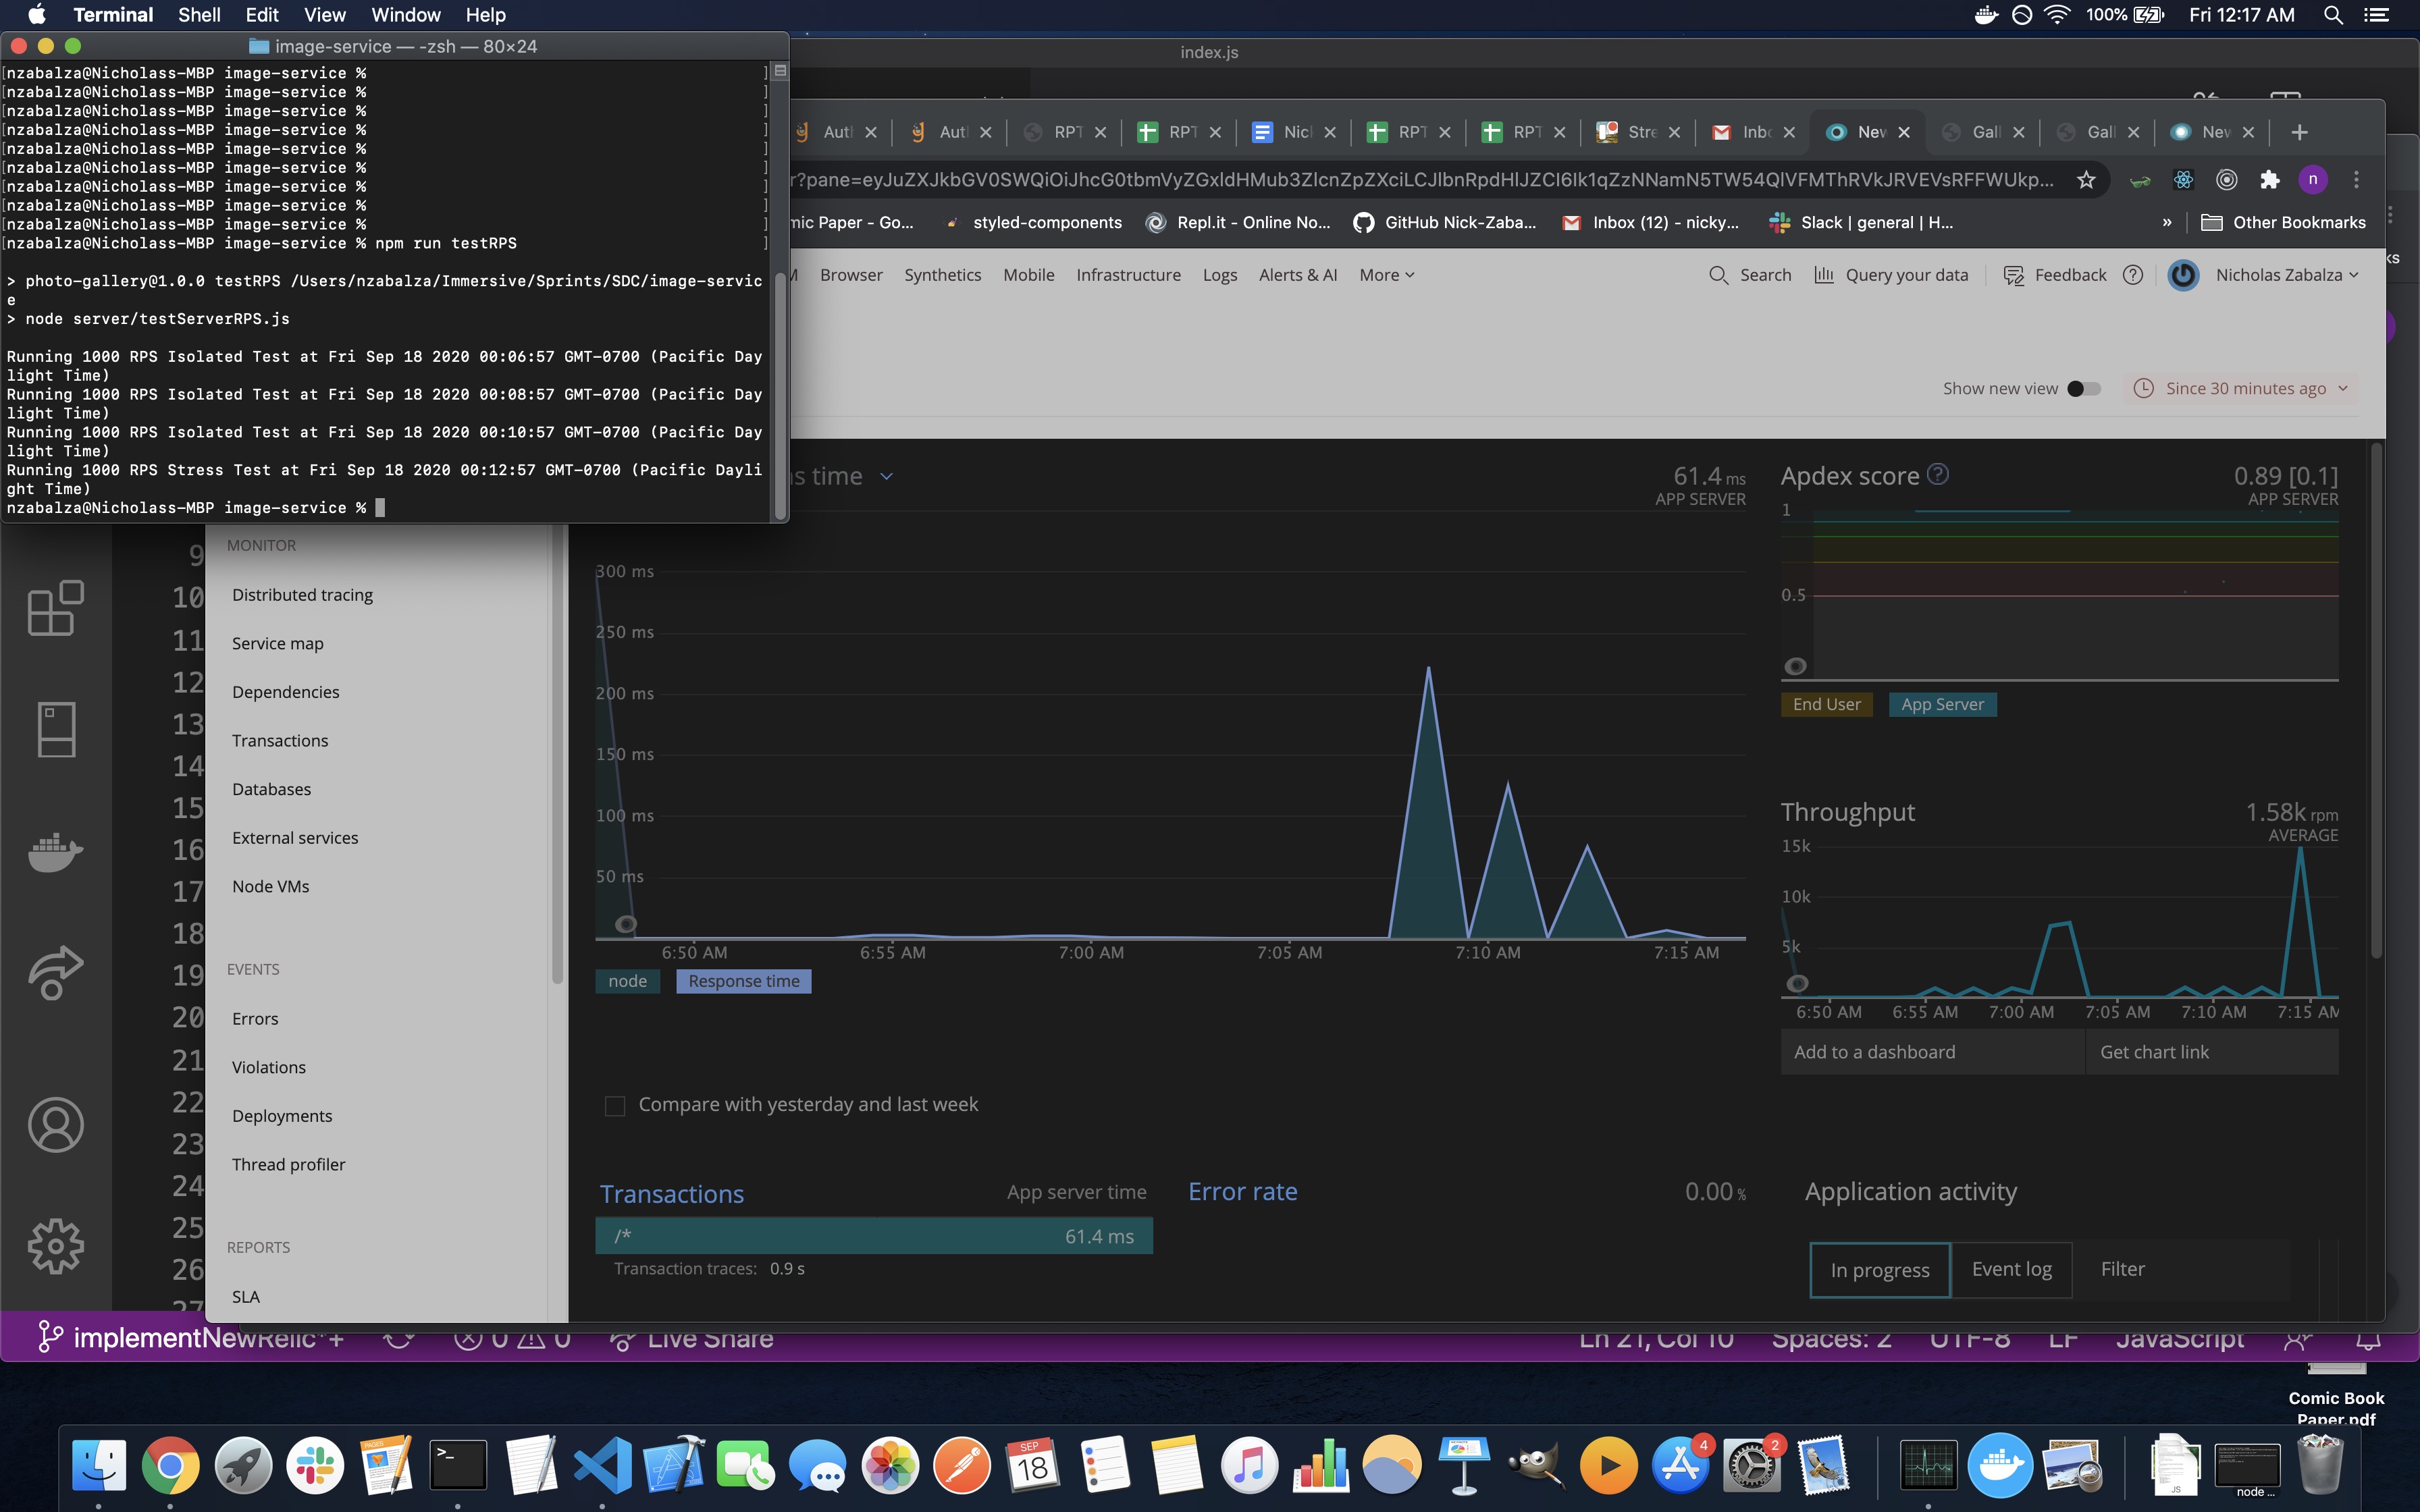 Terminal Shell Edit View Window Help
100% Fri 12:17 AM
image-service — -zsh — 80×24
[nzabalza@Nicholass-MBP image-service % ]
[nzabalza@Nicholass-MBP image-service % ]
[nzabalza@Nicholass-MBP image-service % ]
[nzabalza@Nicholass-MBP image-service % ]
[nzabalza@Nicholass-MBP image-service % ]
[nzabalza@Nicholass-MBP image-service % ]
[nzabalza@Nicholass-MBP image-service % ]
[nzabalza@Nicholass-MBP image-service % ]
[nzabalza@Nicholass-MBP image-service % ]
[nzabalza@Nicholass-MBP image-service % npm run testRPS ]
> photo-gallery@1.0.0 testRPS /Users/nzabalza/Immersive/Sprints/SDC/image-servic
e
> node server/testServerRPS.js
Running 1000 RPS Isolated Test at Fri Sep 18 2020 00:06:57 GMT-0700 (Pacific Day
light Time)
Running 1000 RPS Isolated Test at Fri Sep 18 2020 00:08:57 GMT-0700 (Pacific Day
light Time)
Running 1000 RPS Isolated Test at Fri Sep 18 2020 00:10:57 GMT-0700 (Pacific Day
light Time)
Running 1000 RPS Stress Test at Fri Sep 18 2020 00:12:57 GMT-0700 (Pacific Dayli
ght Time)
nzabalza@Nicholass-MBP image-service %
index.js
Aut Aut RPT RPT Nic RPT RPT Stre Inbo New Gall Gall New
n
mic Paper - Go... styled-components Repl.it - Online No... GitHub Nick-Zaba... Inbox (12) - nicky... Slack | general | H... » Other Bookmarks
M Browser Synthetics Mobile Infrastructure Logs Alerts & AI More Search Query your data Feedback Nicholas Zabalza
ks
Show new view Since 30 minutes ago
s time 61.4 ms
APP SERVER
300 ms
250 ms
200 ms
150 ms
100 ms
50 ms
6:50 AM 6:55 AM 7:00 AM 7:05 AM 7:10 AM 7:15 AM
node Response time
Compare with yesterday and last week
Apdex score 0.89 [0.1]
APP SERVER
1
0.5
End User App Server
Throughput 1.58k rpm
AVERAGE
15k
10k
5k
6:50 AM 6:55 AM 7:00 AM 7:05 AM 7:10 AM 7:15 AM
Add to a dashboard Get chart link
Transactions App server time
/* 61.4 ms
Transaction traces: 0.9 s
Error rate 0.00 %
Application activity
In progress Event log Filter
MONITOR
Distributed tracing
Service map
Dependencies
Transactions
Databases
External services
Node VMs
EVENTS
Errors
Violations
Deployments
Thread profiler
REPORTS
SLA
9
10
11
12
13
14
15
16
17
18
19
20
21
22
23
24
25
26
27
implementNewRelic*+ 0 0 Live Share Ln 21, Col 10 Spaces: 2 UTF-8 LF JavaScript
Comic Book
Paper.pdf
PAGES
SEP
18
4
2
JS
node ...